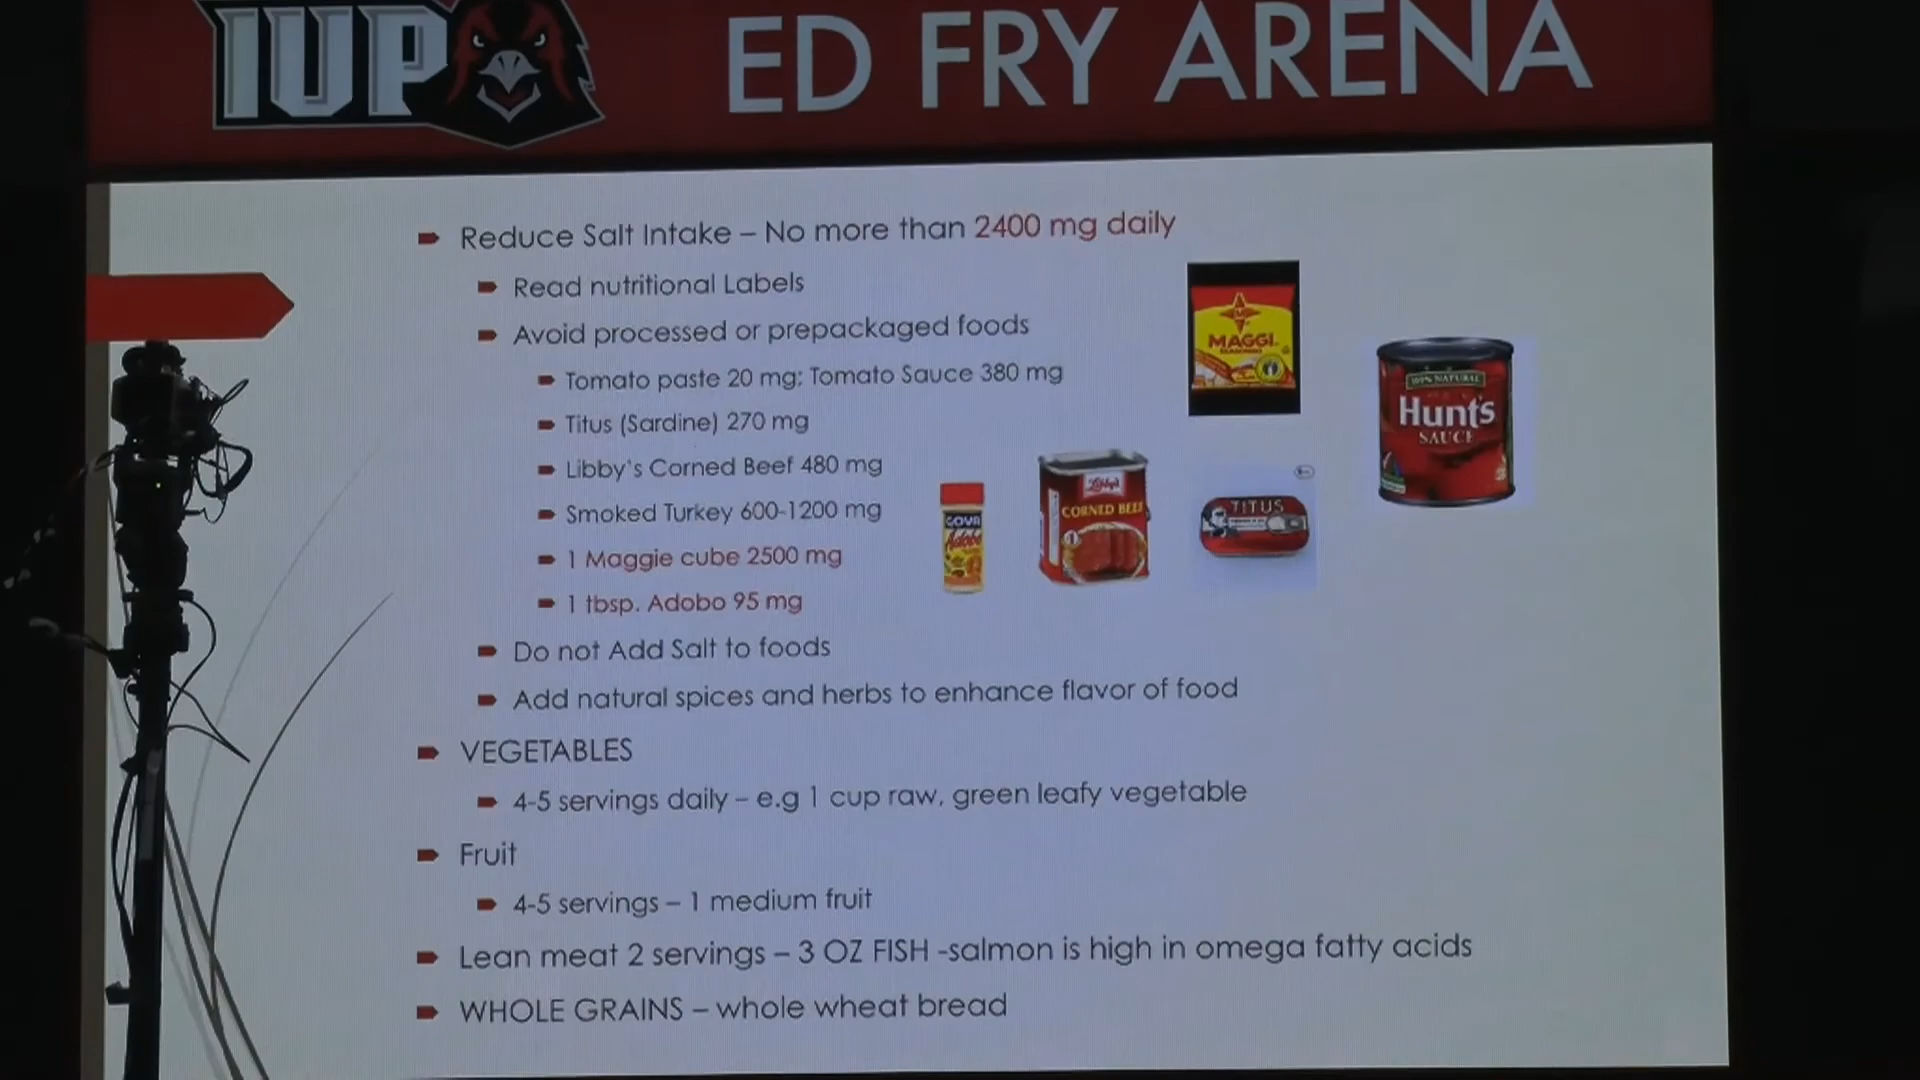 IUP
ED FRY ARENA
Reduce Salt Intake – No more than 2400 mg daily
Read nutritional Labels
Avoid processed or prepackaged foods
Tomato paste 20 mg; Tomato Sauce 380 mg
Titus (Sardine) 270 mg
Libby's Corned Beef 480 mg
Smoked Turkey 600-1200 mg
1 Maggie cube 2500 mg
1 tbsp. Adobo 95 mg
Do not Add Salt to foods
Add natural spices and herbs to enhance flavor of food
VEGETABLES
4-5 servings daily – e.g 1 cup raw, green leafy vegetable
Fruit
4-5 servings – 1 medium fruit
Lean meat 2 servings – 3 OZ FISH -salmon is high in omega fatty acids
WHOLE GRAINS – whole wheat bread
MAGGI
100% NATURAL
Hunt's
SAUCE
GOYA
Adobo
Libby's
CORNED BEEF
TITUS